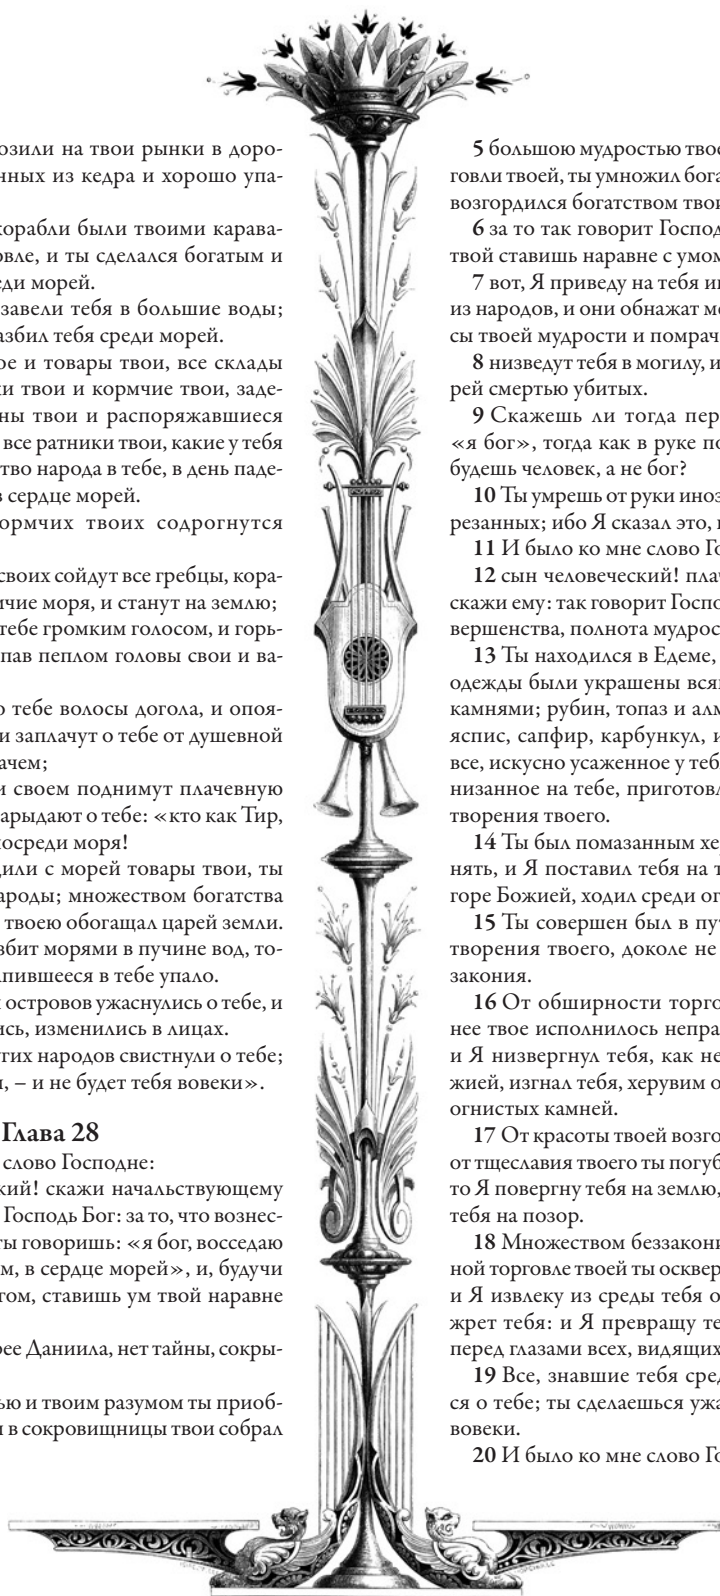 озили на твои рынки в доро-
нных из кедра и хорошо упа-
корабли были твоими карава-
овле, и ты сделался богатым и
еди морей.
завели тебя в большие воды;
азбил тебя среди морей.
ое и товары твои, все склады
ки твои и кормчие твои, заде-
ны твои и распоряжавшиеся
все ратники твои, какие у тебя
тво народа в тебе, в день паде-
в сердце морей.
ормчих твоих содрогнутся
своих сойдут все гребцы, кора-
ичие моря, и станут на землю;
тебе громким голосом, и горь-
пав пеплом головы свои и ва-
о тебе волосы догола, и опоя-
и заплачут о тебе от душевной
ачем;
и своем поднимут плачевную
арыдают о тебе: «кто как Тир,
посреди моря!
дили с морей товары твои, ты
ароды; множеством богатства
твоею обогащал царей земли.
збит морями в пучине вод, то-
лпившееся в тебе упало.
и островов ужаснулись о тебе, и
ись, изменились в лицах.
угих народов свистнули о тебе;
м, – и не будет тебя вовеки».
Глава 28
слово Господне:
кий! скажи начальствующему
Господь Бог: за то, что вознес-
ты говоришь: «я бог, восседаю
м, в сердце морей», и, будучи
гом, ставишь ум твой наравне
рее Даниила, нет тайны, сокры-
ью и твоим разумом ты приоб-
и в сокровищницы твои собрал
5 большою мудростью твое
говли твоей, ты умножил бога
возгордился богатством твои
6 за то так говорит Господ
твой ставишь наравне с умом
7 вот, Я приведу на тебя ин
из народов, и они обнажат ме
сы твоей мудрости и помрач
8 низведут тебя в могилу, и
рей смертью убитых.
9 Скажешь ли тогда пер
«я бог», тогда как в руке по
будешь человек, а не бог?
10 Ты умрешь от руки иноз
резанных; ибо Я сказал это,
11 И было ко мне слово Го
12 сын человеческий! плач
скажи ему: так говорит Госпо
вершенства, полнота мудрос
13 Ты находился в Едеме,
одежды были украшены вся
камнями; рубин, топаз и алм
яспис, сапфир, карбункул, и
все, искусно усаженное у теб
низанное на тебе, приготовл
творения твоего.
14 Ты был помазанным хе
нять, и Я поставил тебя на т
горе Божией, ходил среди ог
15 Ты совершен был в пут
творения твоего, доколе не
закония.
16 От обширности торго
нее твое исполнилось непра
и Я низвергнул тебя, как не
жией, изгнал тебя, херувим о
огнистых камней.
17 От красоты твоей возго
от тщеславия твоего ты погуб
то Я повергну тебя на землю,
тебя на позор.
18 Множеством беззакони
ной торговле твоей ты оскверн
и Я извлеку из среды тебя о
жрет тебя: и Я превращу те
перед глазами всех, видящих
19 Все, знавшие тебя сред
ся о тебе; ты сделаешься ужа
вовеки.
20 И было ко мне слово Го